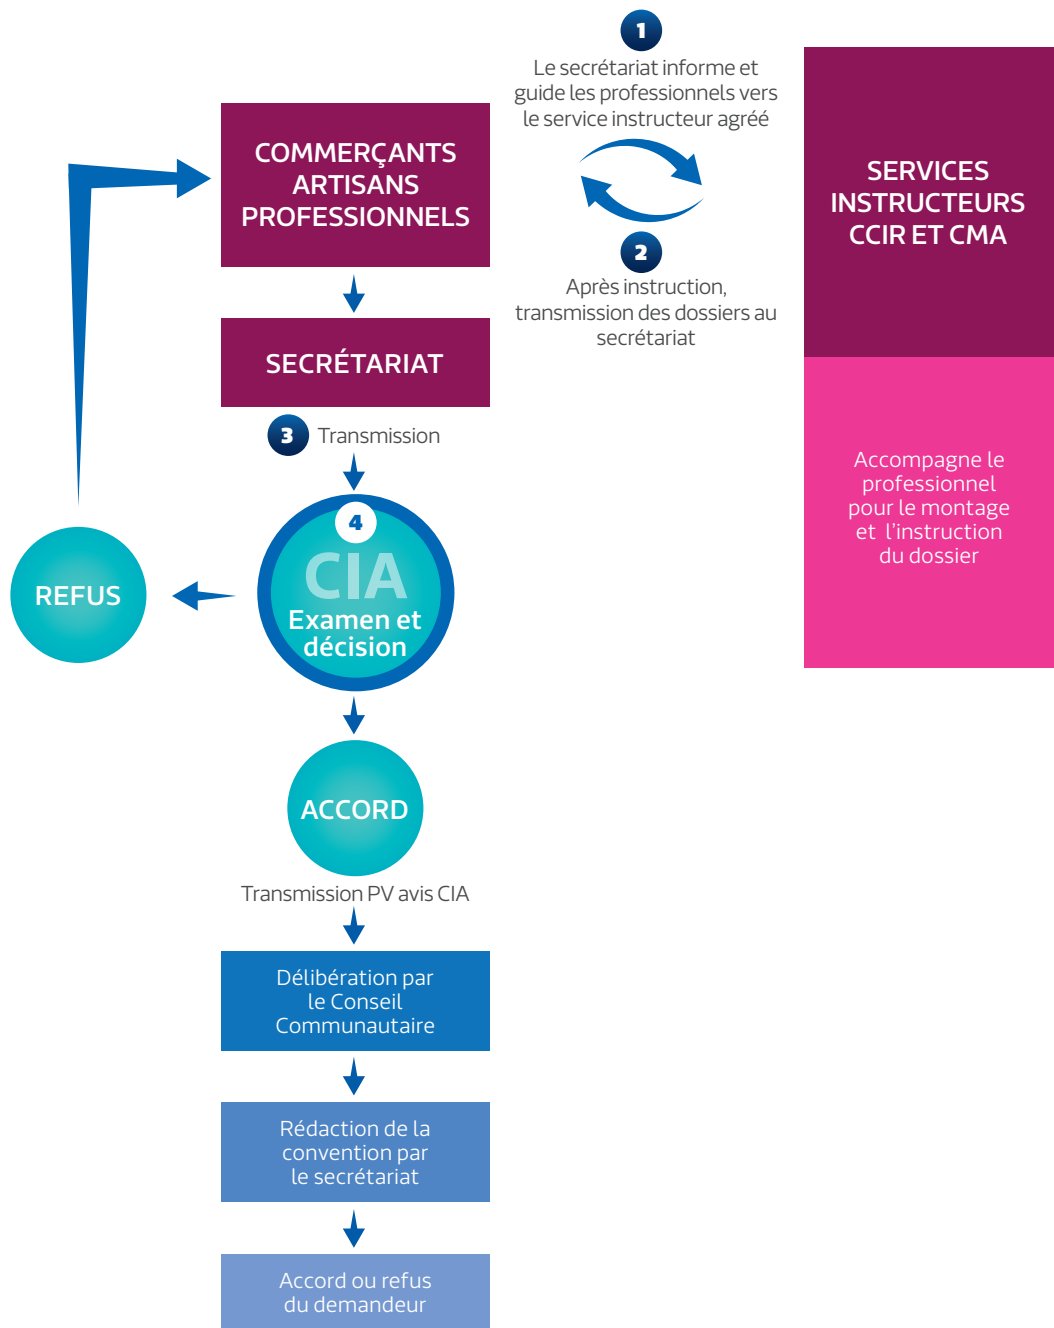 1
Le secrétariat informe et
guide les professionnels vers
le service instructeur agréé
COMMERÇANTS
ARTISANS
PROFESSIONNELS
SERVICES
INSTRUCTEURS
CCIR ET CMA
2
Après instruction,
transmission des dossiers au
secrétariat
SECRÉTARIAT
3 Transmission
Accompagne le
professionnel
pour le montage
et l'instruction
du dossier
4
CIA
Examen et
décision
REFUS
ACCORD
Transmission PV avis CIA
Délibération par
le Conseil
Communautaire
Rédaction de la
convention par
le secrétariat
Accord ou refus
du demandeur